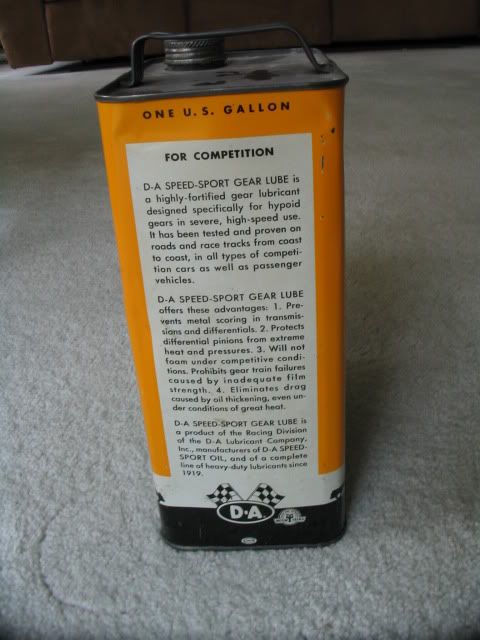 ONE U.S. GALLON
FOR COMPETITION
D-A SPEED-SPORT GEAR LUBE is
a highly-fortified gear lubricant
designed specifically for hypoid
gears in severe, high-speed use.
It has been tested and proven on
roads and race tracks from coast
to coast, in all types of competi-
tion cars as well as passenger
vehicles.
D-A SPEED-SPORT GEAR LUBE
offers these advantages: 1. Pre-
vents metal scoring in transmis-
sions and differentials. 2. Protects
differential pinions from extreme
heat and pressures. 3. Will not
foam under competitive condi-
tions. Prohibits gear train failures
caused by inadequate film
strength. 4. Eliminates drag
caused by oil thickening, even un-
der conditions of great heat.
D-A SPEED-SPORT GEAR LUBE is
a product of the Racing Division
of the D-A Lubricant Company,
Inc., manufacturers of D-A SPEED-
SPORT OIL, and of a complete
line of heavy-duty lubricants since
1919.
D-A